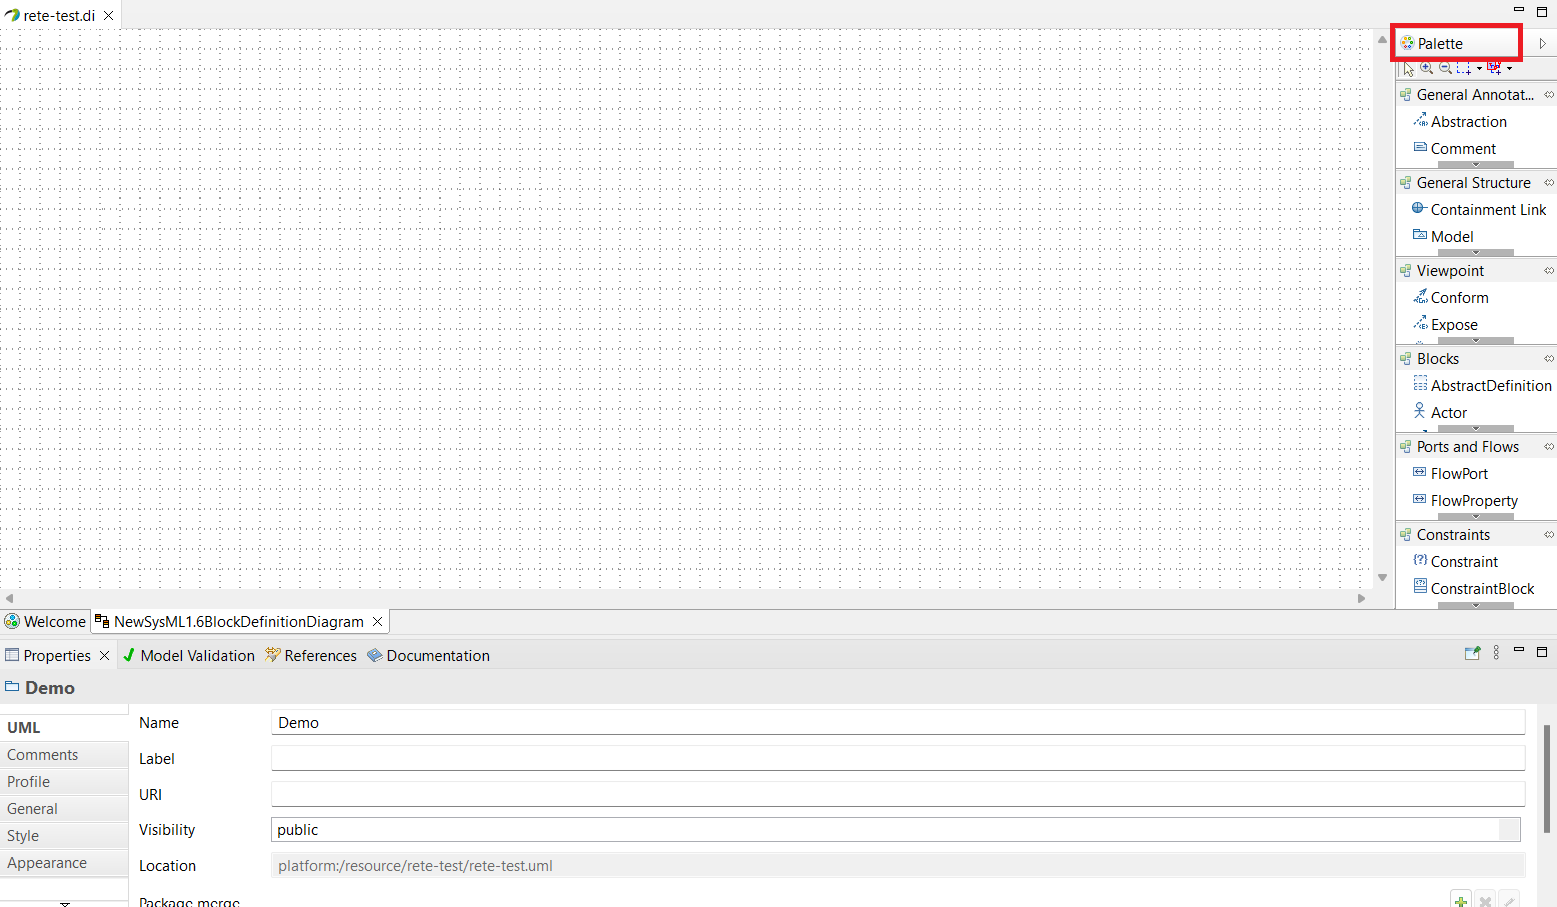 rete-test.di
Palette
General Annotat...
Abstraction
Comment
General Structure
Containment Link
Model
Viewpoint
Conform
Expose
Blocks
AbstractDefinition
Actor
Ports and Flows
FlowPort
FlowProperty
Constraints
Constraint
ConstraintBlock
Welcome NewSysML1.6BlockDefinitionDiagram
Properties Model Validation References Documentation
Demo
UML
Comments
Profile
General
Style
Appearance
Name Demo
Label
URI
Visibility public
Location platform:/resource/rete-test/rete-test.uml
Package merge